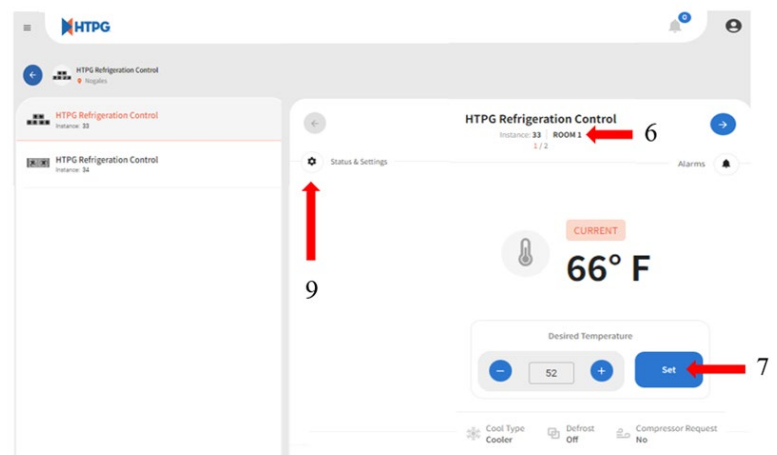 HTPG
0
HTPG Refrigeration Control
Nogales
HTPG Refrigeration Control
Instance: 33
HTPG Refrigeration Control
Instance: 34
HTPG Refrigeration Control
Instance: 33 | ROOM 1
6
1 / 2
Status & Settings
Alarms
9
CURRENT
66° F
Desired Temperature
52
Set
7
Cool Type
Cooler
Defrost
Off
Compressor Request
No